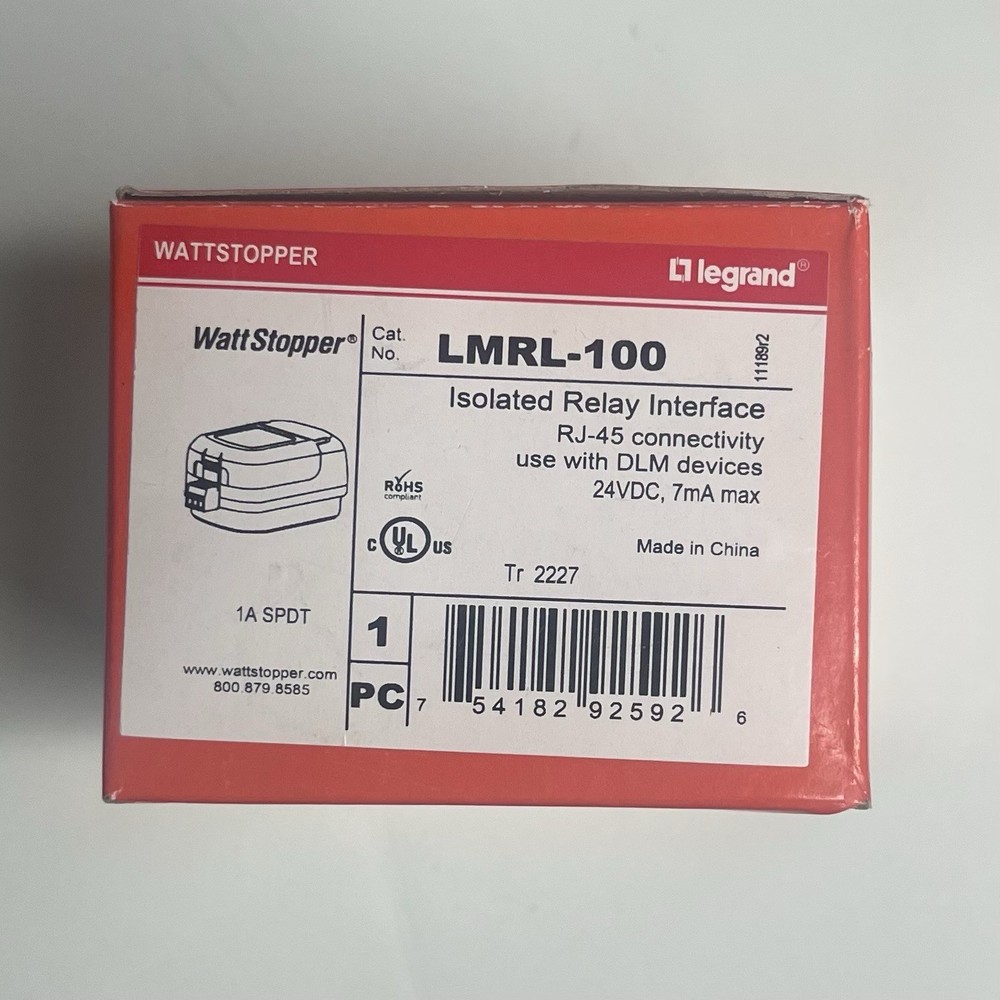 WATTSTOPPER
legrand®
WattStopper®
Cat. No.
LMRL-100
11189r2
Isolated Relay Interface
RJ-45 connectivity
use with DLM devices
24VDC, 7mA max
RoHS
compliant
c UL® US
Made in China
Tr 2227
1A SPDT
www.wattstopper.com
800.879.8585
1
PC
7 54182 92592 6